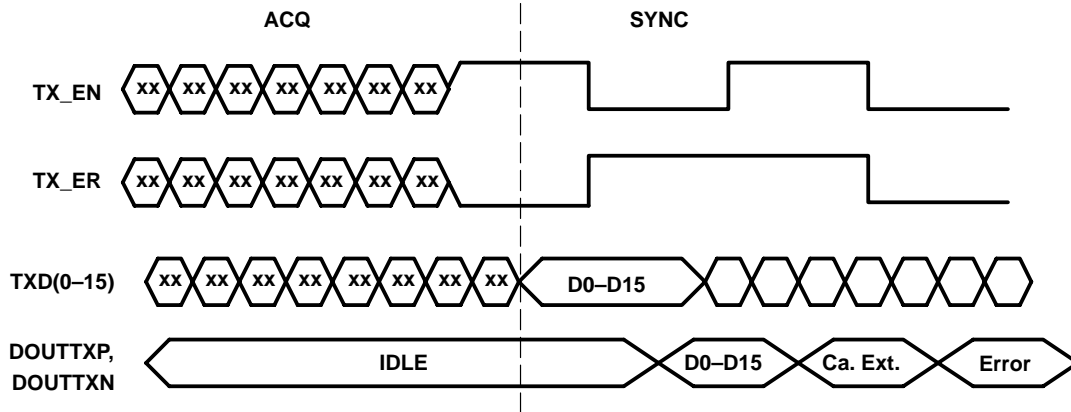 ACQ SYNC
TX_EN xx xx xx xx xx xx xx
TX_ER xx xx xx xx xx xx xx
TXD(0–15) xx xx xx xx xx xx xx xx D0–D15
DOUTTXP,
DOUTTXN
IDLE D0–D15 Ca. Ext. Error